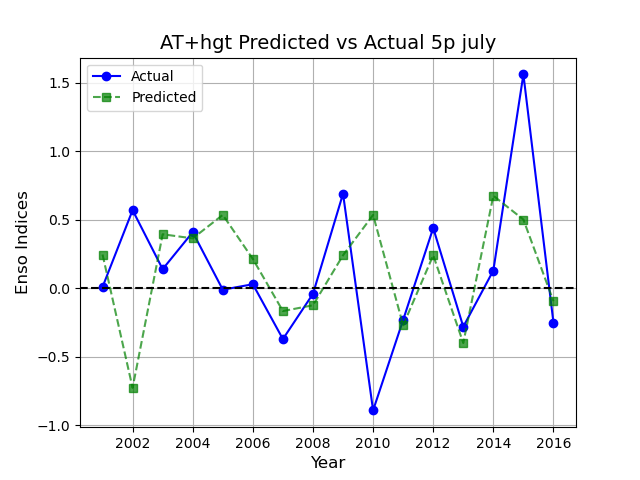 AT+hgt Predicted vs Actual 5p july
Actual
Predicted
Enso Indices
1.5
1.0
0.5
0.0
−0.5
−1.0
2002 2004 2006 2008 2010 2012 2014 2016
Year